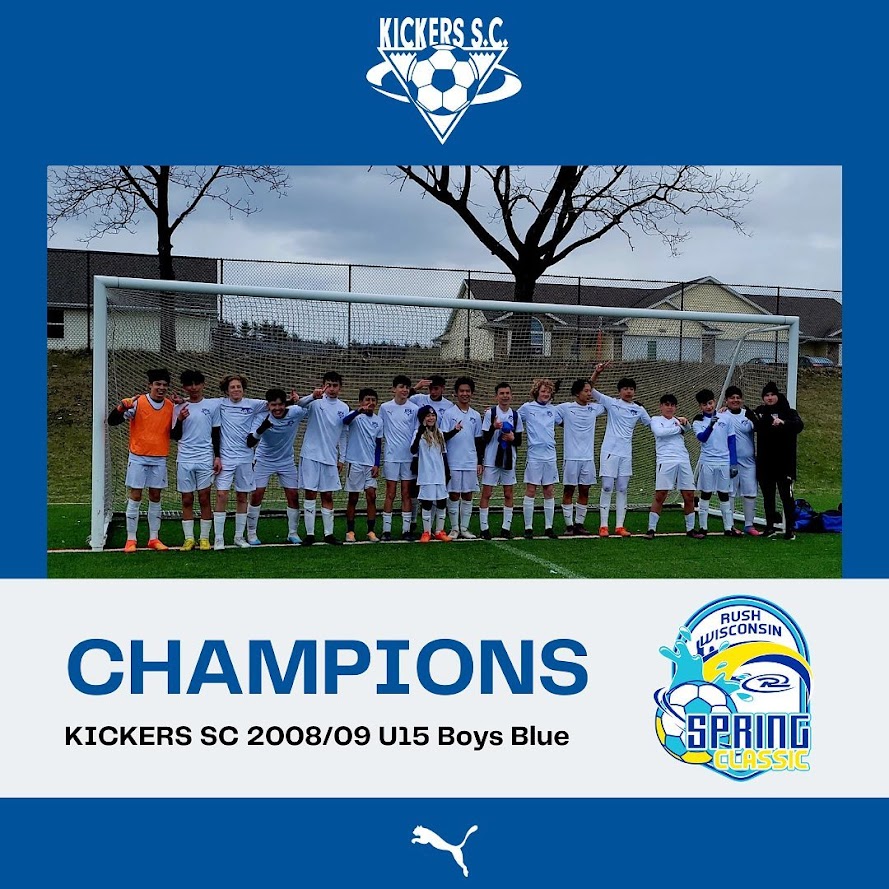 KICKERS S.C.
CHAMPIONS
KICKERS SC 2008/09 U15 Boys Blue
RUSH
WISCONSIN
SPRING
CLASSIC